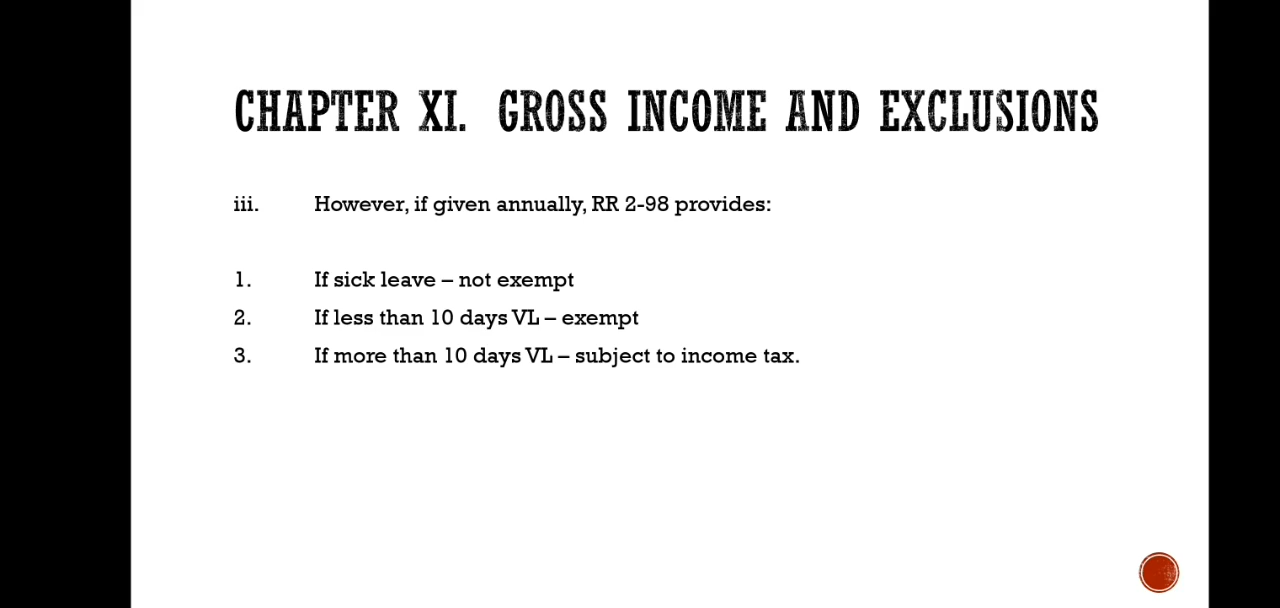 CHAPTER XI. GROSS INCOME AND EXCLUSIONS
iii. However, if given annually, RR 2-98 provides:
1. If sick leave – not exempt
2. If less than 10 days VL – exempt
3. If more than 10 days VL – subject to income tax.